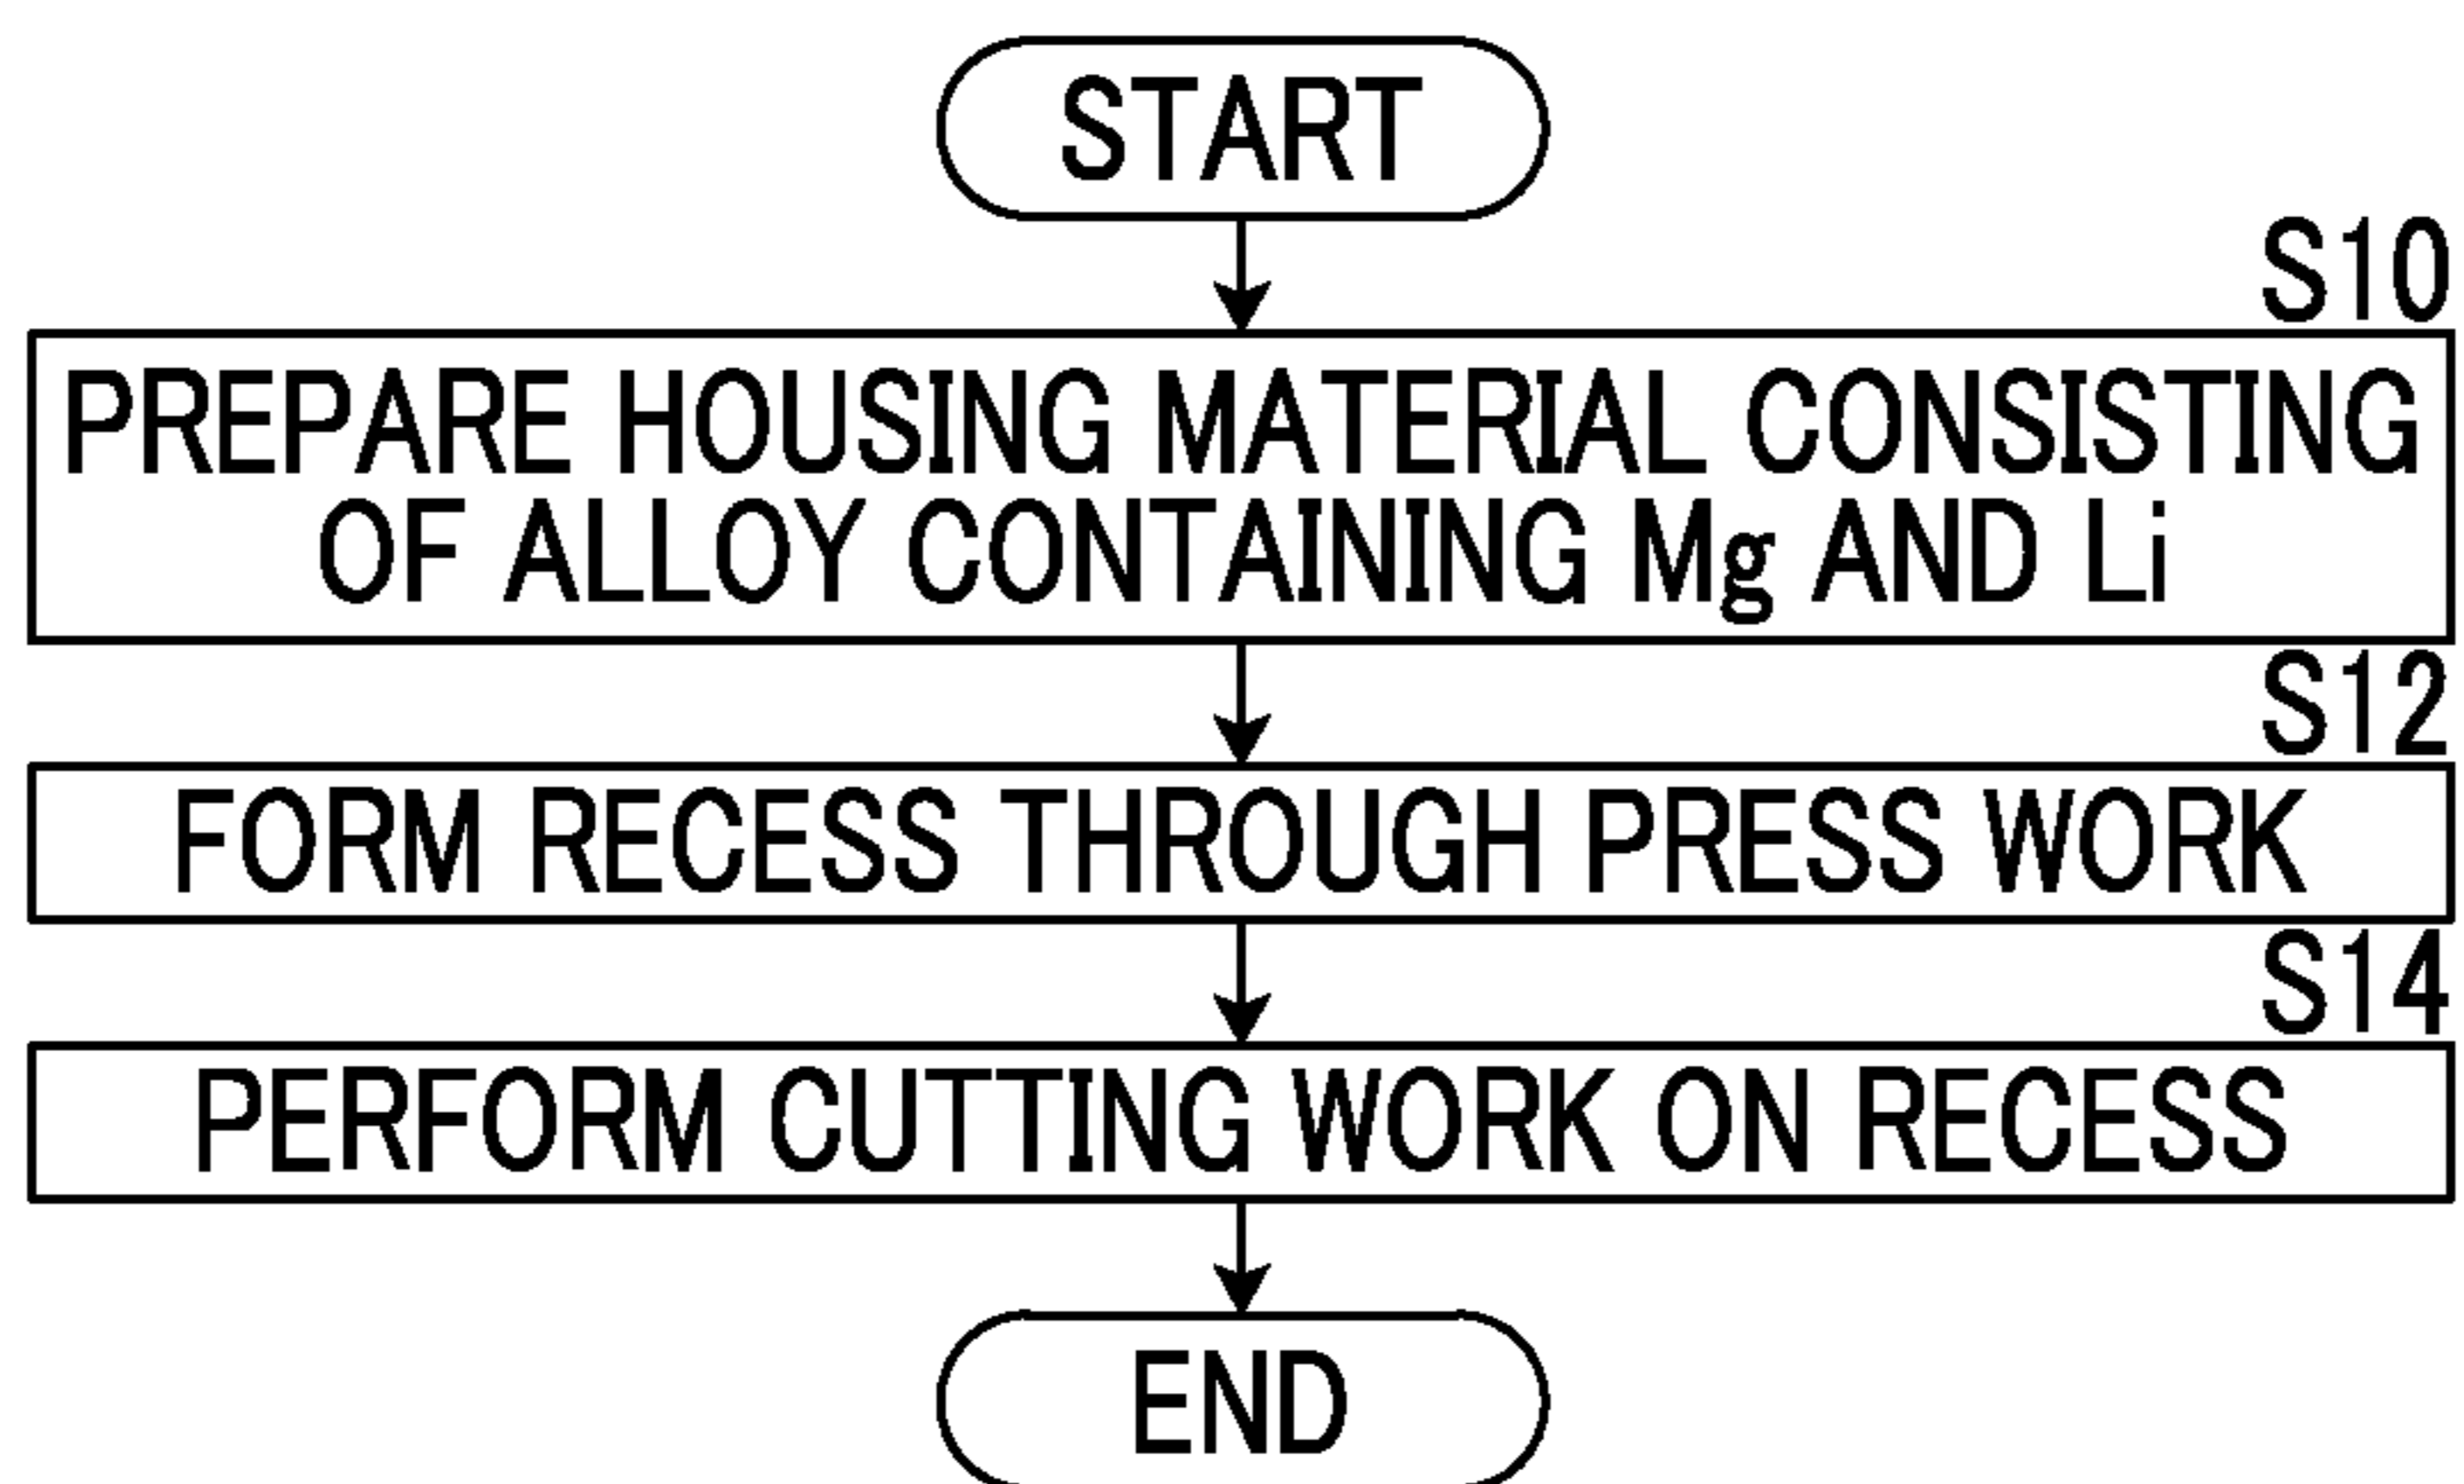 START
S10
PREPARE HOUSING MATERIAL CONSISTING
OF ALLOY CONTAINING Mg AND Li
S12
FORM RECESS THROUGH PRESS WORK
S14
PERFORM CUTTING WORK ON RECESS
END